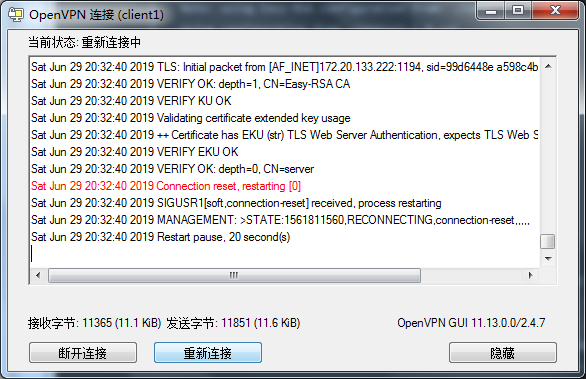 OpenVPN 连接 (client1)
当前状态: 重新连接中
Sat Jun 29 20:32:40 2019 TLS: Initial packet from [AF_INET]172.20.133.222:1194, sid=99d6448e a598c4b
Sat Jun 29 20:32:40 2019 VERIFY OK: depth=1, CN=Easy-RSA CA
Sat Jun 29 20:32:40 2019 VERIFY KU OK
Sat Jun 29 20:32:40 2019 Validating certificate extended key usage
Sat Jun 29 20:32:40 2019 ++ Certificate has EKU (str) TLS Web Server Authentication, expects TLS Web S
Sat Jun 29 20:32:40 2019 VERIFY EKU OK
Sat Jun 29 20:32:40 2019 VERIFY OK: depth=0, CN=server
Sat Jun 29 20:32:40 2019 Connection reset, restarting [0]
Sat Jun 29 20:32:40 2019 SIGUSR1[soft,connection-reset] received, process restarting
Sat Jun 29 20:32:40 2019 MANAGEMENT: >STATE:1561811560,RECONNECTING,connection-reset,,,,,
Sat Jun 29 20:32:40 2019 Restart pause, 20 second(s)
接收字节: 11365 (11.1 KiB) 发送字节: 11851 (11.6 KiB) OpenVPN GUI 11.13.0.0/2.4.7
断开连接 重新连接 隐藏